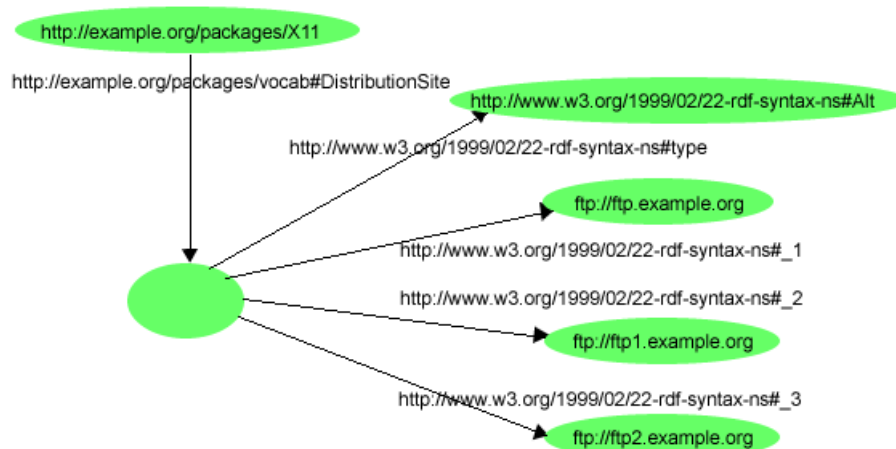 http://example.org/packages/X11
http://example.org/packages/vocab#DistributionSite
http://www.w3.org/1999/02/22-rdf-syntax-ns#Alt
http://www.w3.org/1999/02/22-rdf-syntax-ns#type
ftp://ftp.example.org
http://www.w3.org/1999/02/22-rdf-syntax-ns#_1
http://www.w3.org/1999/02/22-rdf-syntax-ns#_2
ftp://ftp1.example.org
http://www.w3.org/1999/02/22-rdf-syntax-ns#_3
ftp://ftp2.example.org